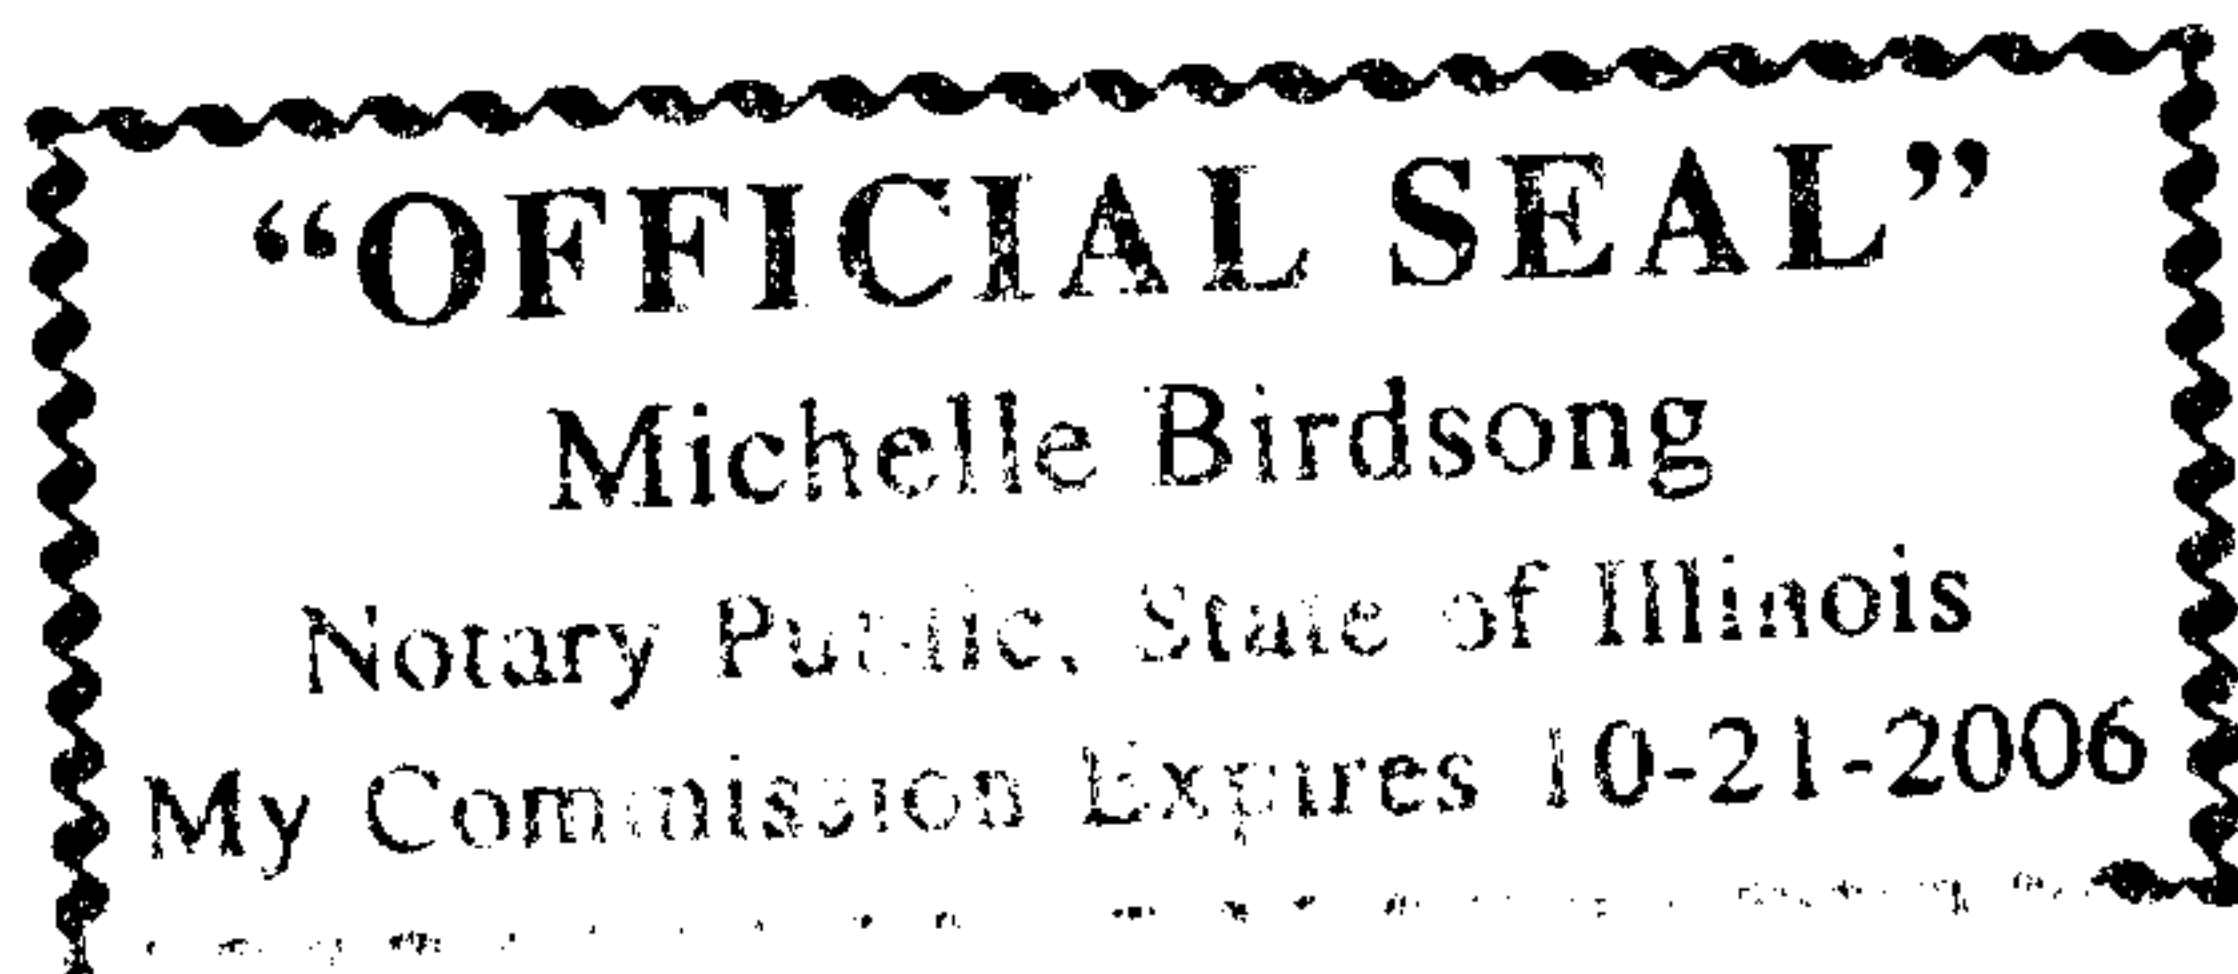 “OFFICIAL SEAL”
Michelle Birdsong
Notary Public, State of Illinois
My Commission Expires 10-21-2006